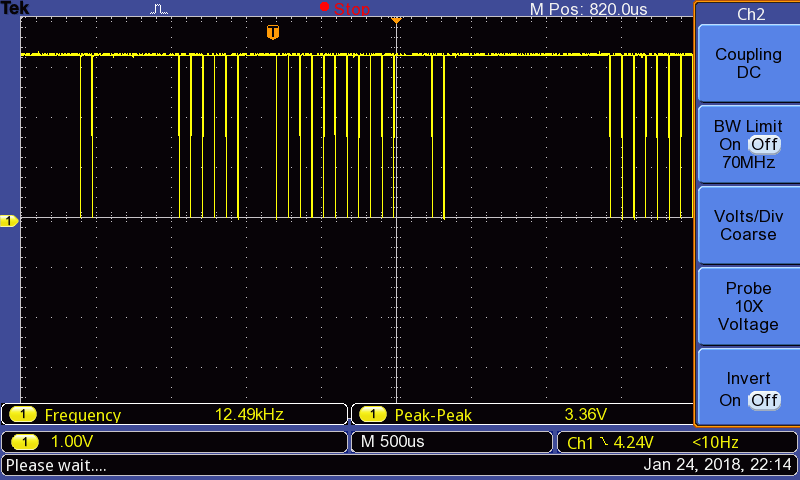 Tek Stop M Pos: 820.0us
Ch2
T
Coupling
DC
BW Limit
On Off
70MHz
1
Volts/Div
Coarse
Probe
10X
Voltage
Invert
On Off
1 Frequency 12.49kHz 1 Peak-Peak 3.36V
1 1.00V M 500us Ch1 4.24V <10Hz
Please wait.... Jan 24, 2018, 22:14